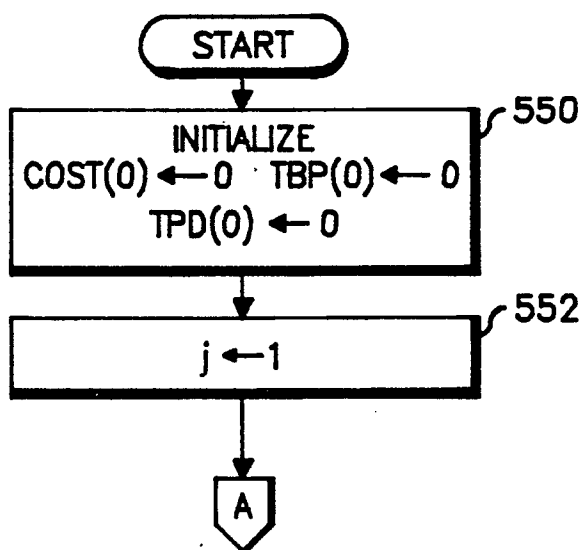 START
550
INITIALIZE
COST(0) ← 0 TBP(0) ← 0
TPD(0) ← 0
552
j ← 1
A